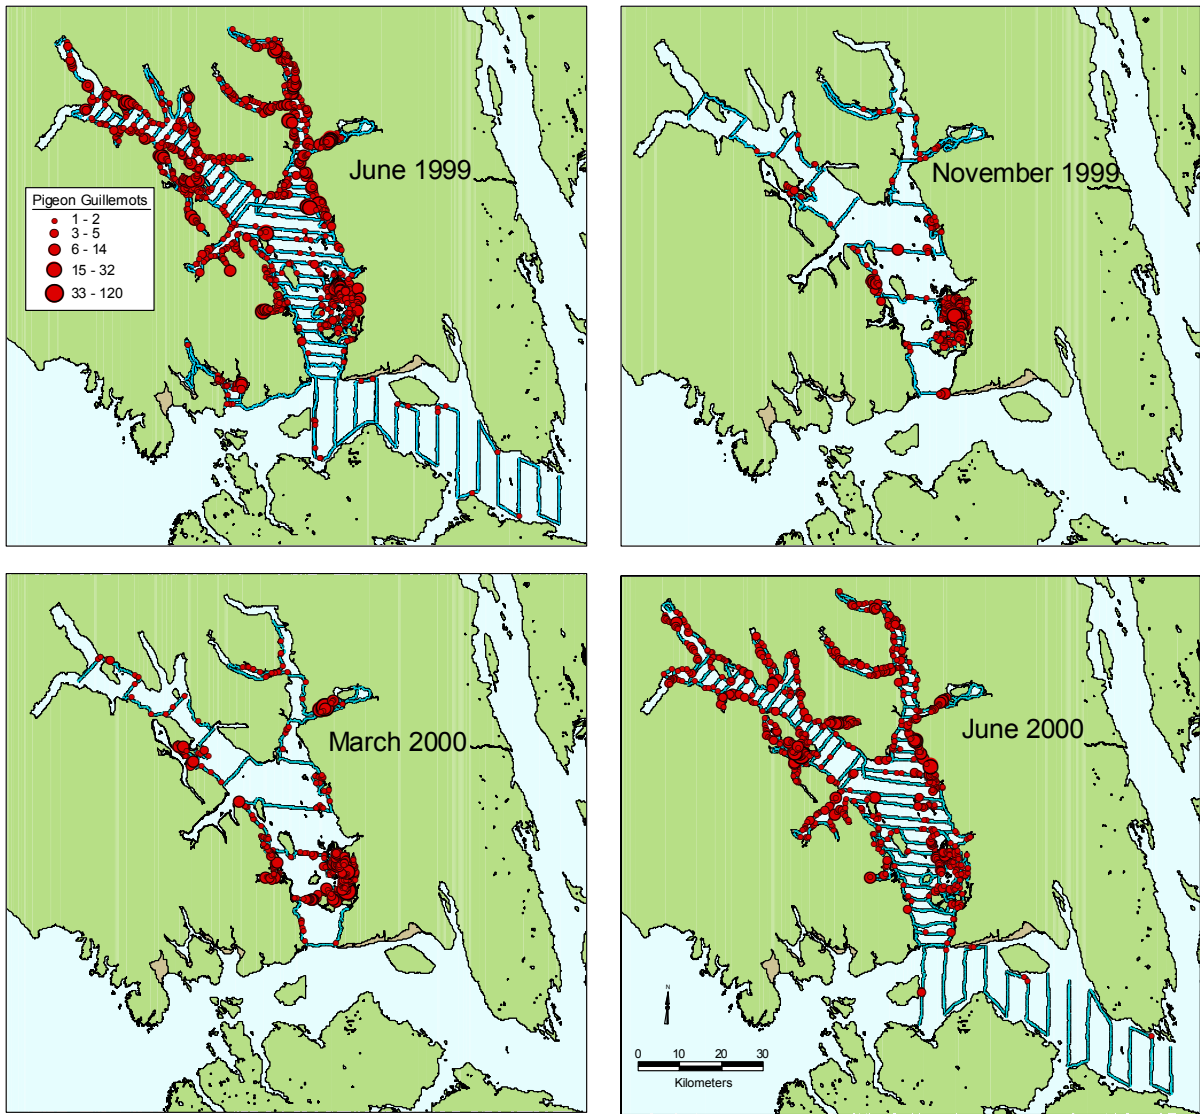 June 1999
Pigeon Guillemots
1 - 2
3 - 5
6 - 14
15 - 32
33 - 120
November 1999
March 2000
June 2000
N
0 10 20 30
Kilometers